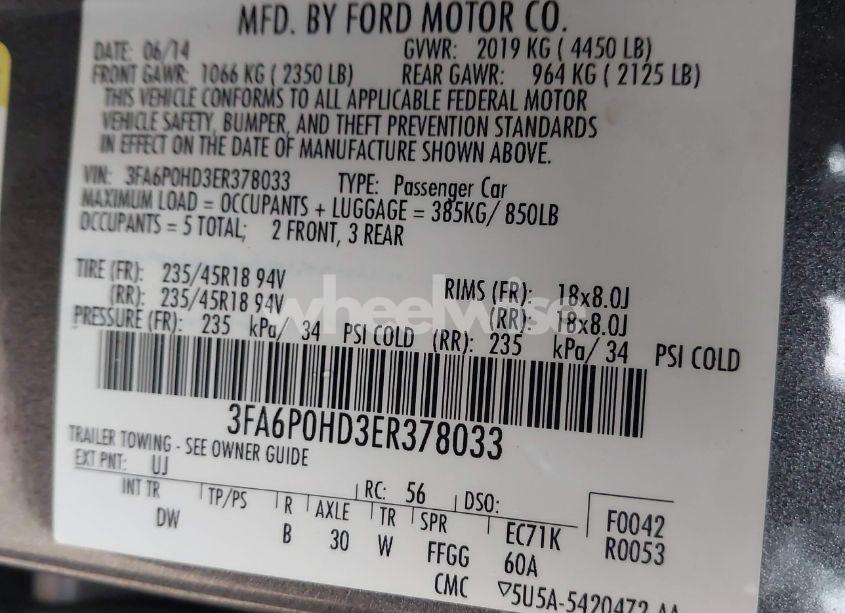 MFD. BY FORD MOTOR CO.
DATE: 06/14 GVWR: 2019 KG ( 4450 LB)
FRONT GAWR: 1066 KG ( 2350 LB) REAR GAWR: 964 KG ( 2125 LB)
THIS VEHICLE CONFORMS TO ALL APPLICABLE FEDERAL MOTOR
VEHICLE SAFETY, BUMPER, AND THEFT PREVENTION STANDARDS
IN EFFECT ON THE DATE OF MANUFACTURE SHOWN ABOVE.
VIN: 3FA6P0HD3ER378033 TYPE: Passenger Car
MAXIMUM LOAD = OCCUPANTS + LUGGAGE = 385KG/ 850LB
OCCUPANTS = 5 TOTAL; 2 FRONT, 3 REAR
TIRE (FR): 235/45R18 94V RIMS (FR): 18x8.0J
(RR): 235/45R18 94V (RR): 18x8.0J
wheelwise
PRESSURE (FR): 235 kPa/ 34 PSI COLD (RR): 235 kPa/ 34 PSI COLD
3FA6P0HD3ER378033
TRAILER TOWING - SEE OWNER GUIDE
EXT PNT: UJ RC: 56 DSO:
INT TR TP/PS R AXLE TR SPR EC71K F0042
DW B 30 W FFGG 60A R0053
CMC 5U5A-5420472-AA